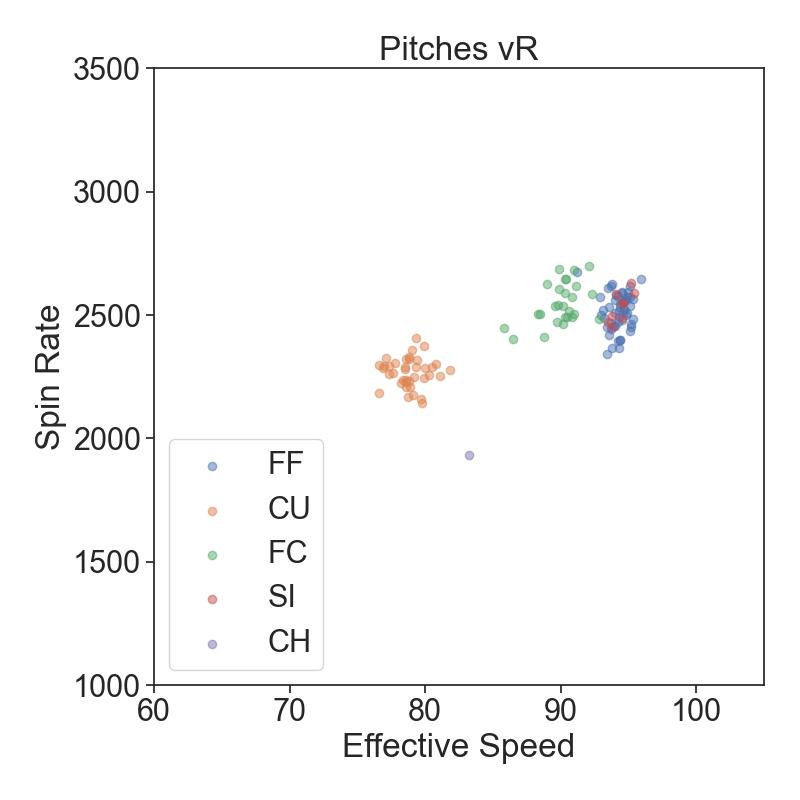 Pitches vR
3500
3000
2500
2000
1500
1000
Spin Rate
FF
CU
FC
SI
CH
60 70 80 90 100
Effective Speed